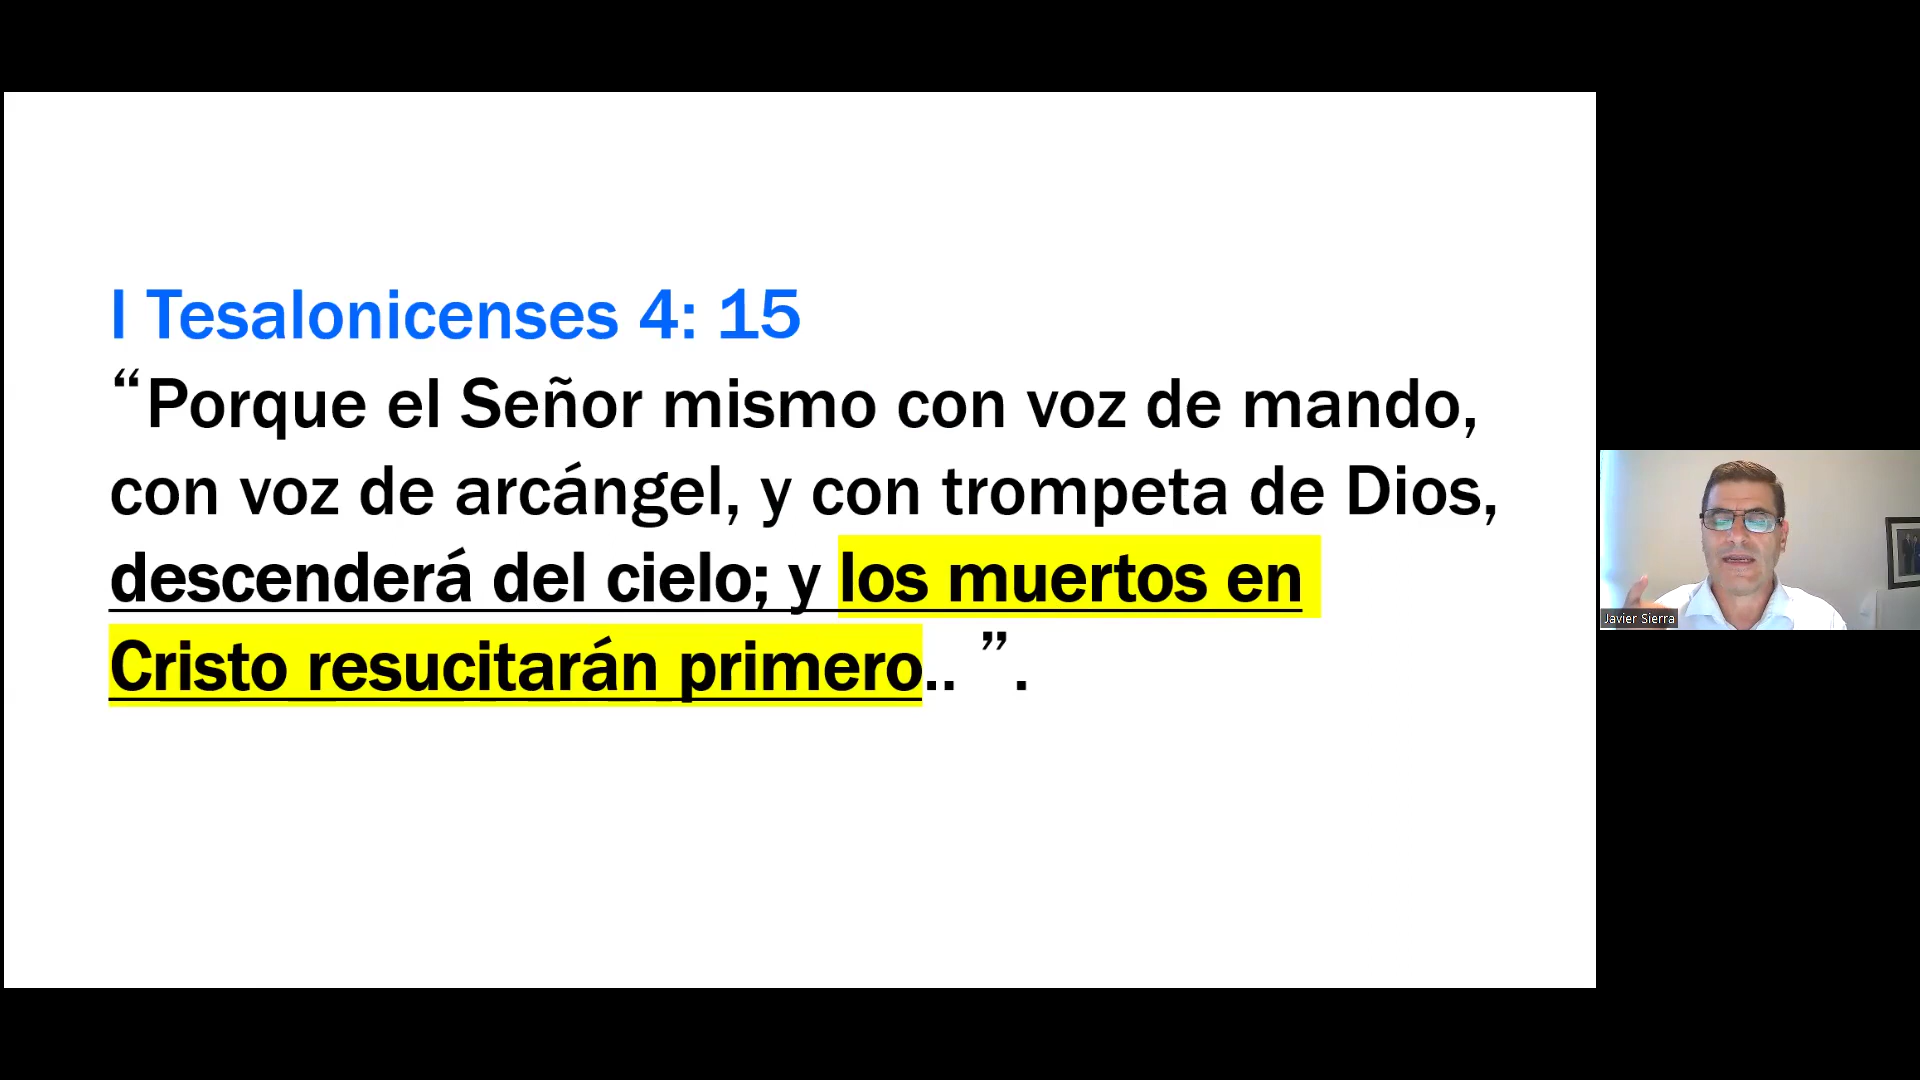 I Tesalonicenses 4: 15
“Porque el Señor mismo con voz de mando,
con voz de arcángel, y con trompeta de Dios,
descenderá del cielo; y los muertos en
Cristo resucitarán primero.. ”.
Javier Sierra